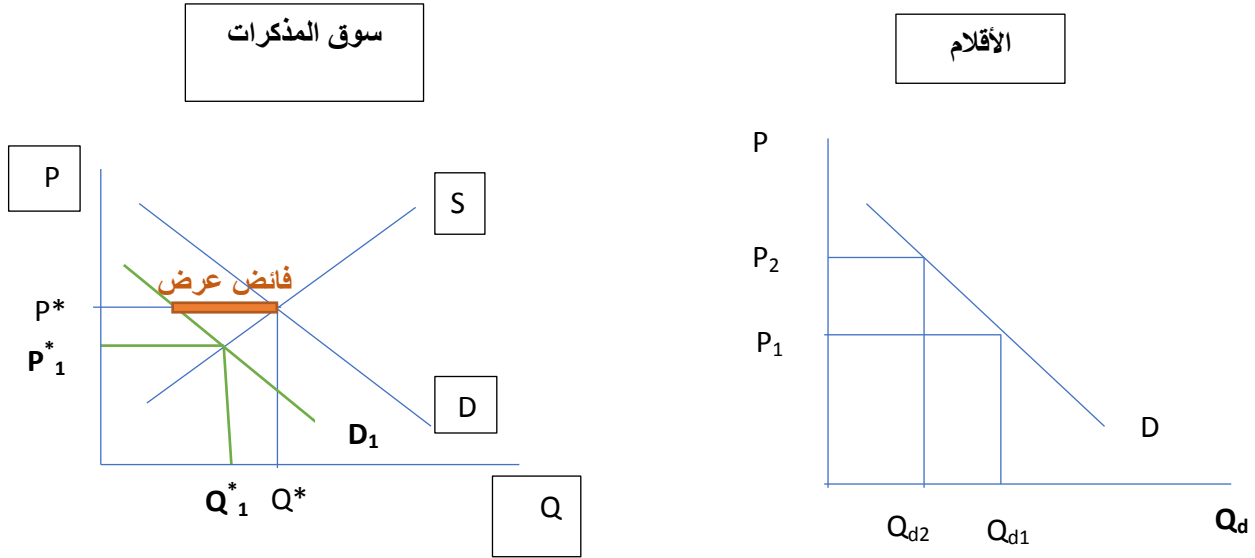 سوق المذكرات
الأقلام
P
S
فائض عرض
P*
P*1
D
D1
Q*1
Q*
Q
P
P2
P1
D
Qd2
Qd1
Qd